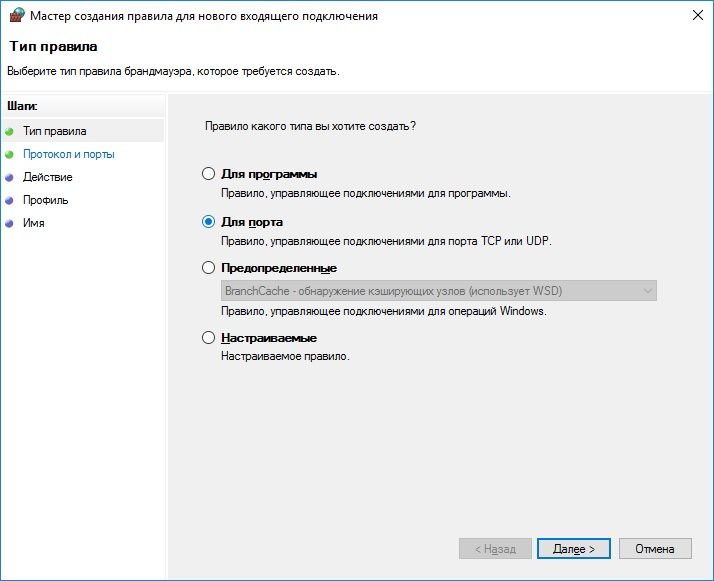 Мастер создания правила для нового входящего подключения
Тип правила
Выберите тип правила брандмауэра, которое требуется создать.
Шаги:
Тип правила
Протокол и порты
Действие
Профиль
Имя
Правило какого типа вы хотите создать?
Для программы
Правило, управляющее подключениями для программы.
Для порта
Правило, управляющее подключениями для порта TCP или UDP.
Предопределенные
BranchCache - обнаружение кэширующих узлов (использует WSD)
Правило, управляющее подключениями для операций Windows.
Настраиваемые
Настраиваемое правило.
< Назад
Далее >
Отмена